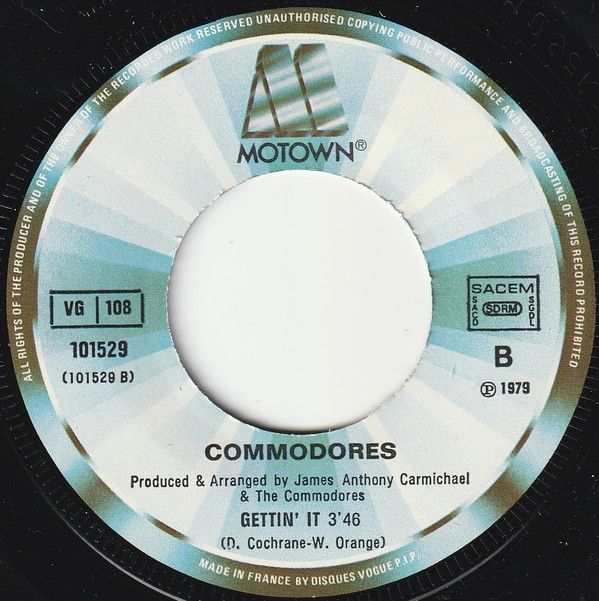 ALL RIGHTS OF THE PRODUCER AND OF THE OWNER OF THE RECORDED WORK RESERVED UNAUTHORISED COPYING PUBLIC PERFORMANCE AND BROADCASTING OF THIS RECORD PROHIBITED
MOTOWN®
VG 108
101529
(101529 B)
SACEM
SACD SDRM SGDL
B
℗ 1979
COMMODORES
Produced & Arranged by James Anthony Carmichael
& The Commodores
GETTIN' IT 3'46
(D. Cochrane-W. Orange)
MADE IN FRANCE BY DISQUES VOGUE P.I.P.